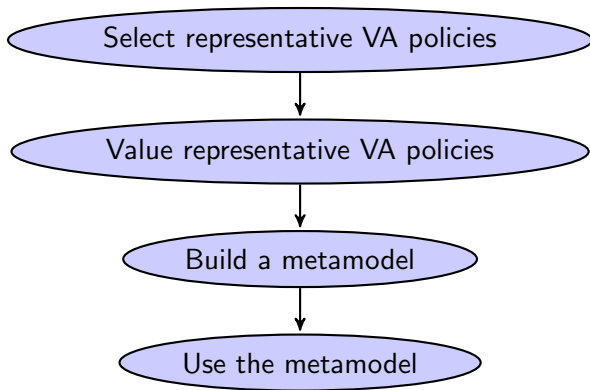 Select representative VA policies
Value representative VA policies
Build a metamodel
Use the metamodel